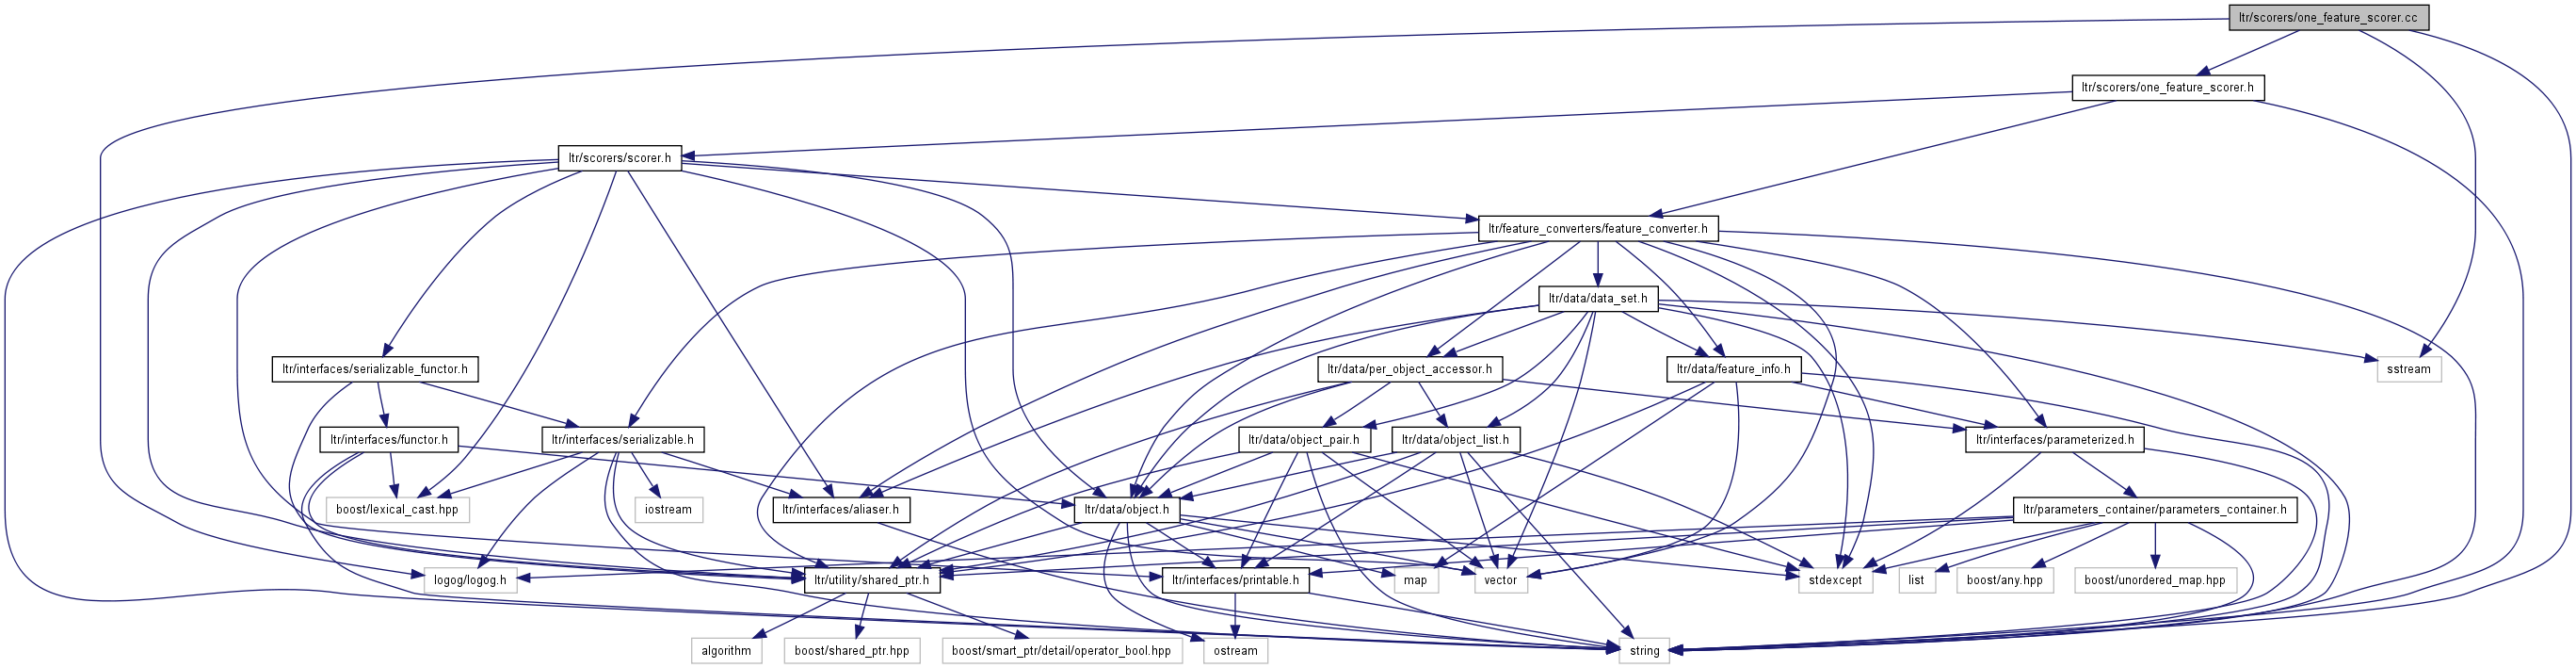 ltr/scorers/one_feature_scorer.cc
ltr/scorers/one_feature_scorer.h
ltr/scorers/scorer.h
ltr/feature_converters/feature_converter.h
ltr/data/data_set.h
ltr/interfaces/serializable_functor.h
ltr/data/per_object_accessor.h
ltr/data/feature_info.h
sstream
ltr/interfaces/functor.h
ltr/interfaces/serializable.h
ltr/data/object_pair.h
ltr/data/object_list.h
ltr/interfaces/parameterized.h
boost/lexical_cast.hpp
iostream
ltr/interfaces/aliaser.h
ltr/data/object.h
ltr/parameters_container/parameters_container.h
logog/logog.h
ltr/utility/shared_ptr.h
ltr/interfaces/printable.h
map
vector
stdexcept
list
boost/any.hpp
boost/unordered_map.hpp
algorithm
boost/shared_ptr.hpp
boost/smart_ptr/detail/operator_bool.hpp
ostream
string